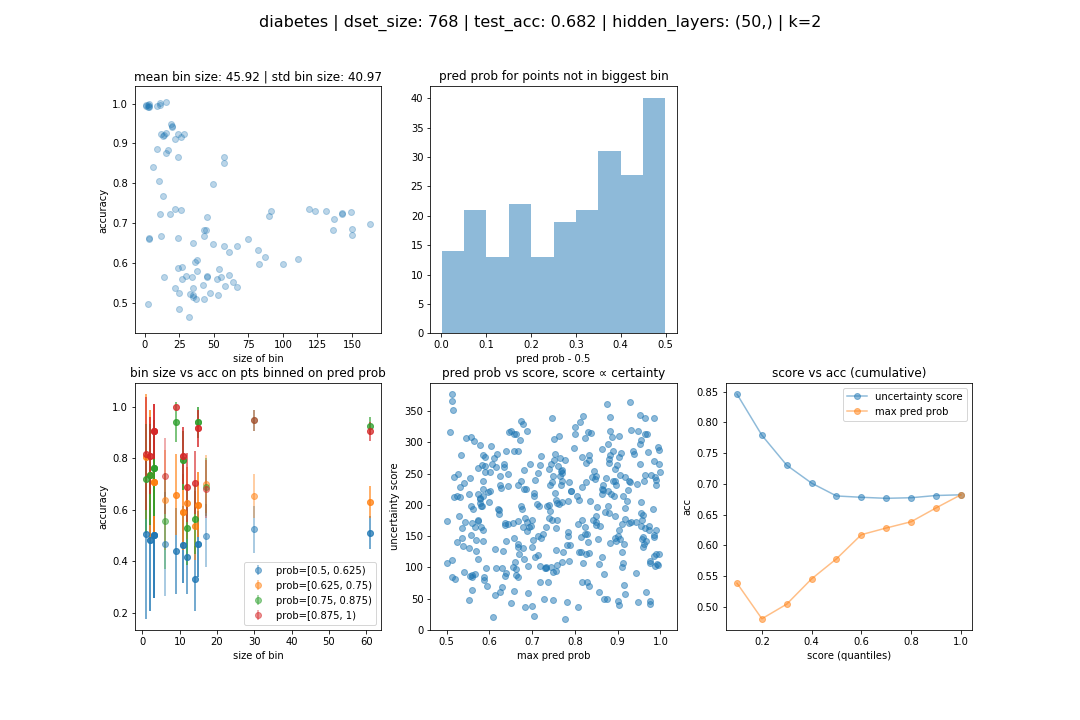 diabetes | dset_size: 768 | test_acc: 0.682 | hidden_layers: (50,) | k=2
mean bin size: 45.92 | std bin size: 40.97
1.0
0.9
0.8
0.7
0.6
0.5
accuracy
0 25 50 75 100 125 150
size of bin
pred prob for points not in biggest bin
40
35
30
25
20
15
10
5
0
0.0 0.1 0.2 0.3 0.4 0.5
pred prob - 0.5
bin size vs acc on pts binned on pred prob
1.0
0.8
0.6
0.4
0.2
accuracy
prob=[0.5, 0.625)
prob=[0.625, 0.75)
prob=[0.75, 0.875)
prob=[0.875, 1)
0 10 20 30 40 50 60
size of bin
pred prob vs score, score ∝ certainty
350
300
250
200
150
100
50
0
uncertainty score
0.5 0.6 0.7 0.8 0.9 1.0
max pred prob
score vs acc (cumulative)
0.85
0.80
0.75
0.70
0.65
0.60
0.55
0.50
acc
uncertainty score
max pred prob
0.2 0.4 0.6 0.8 1.0
score (quantiles)